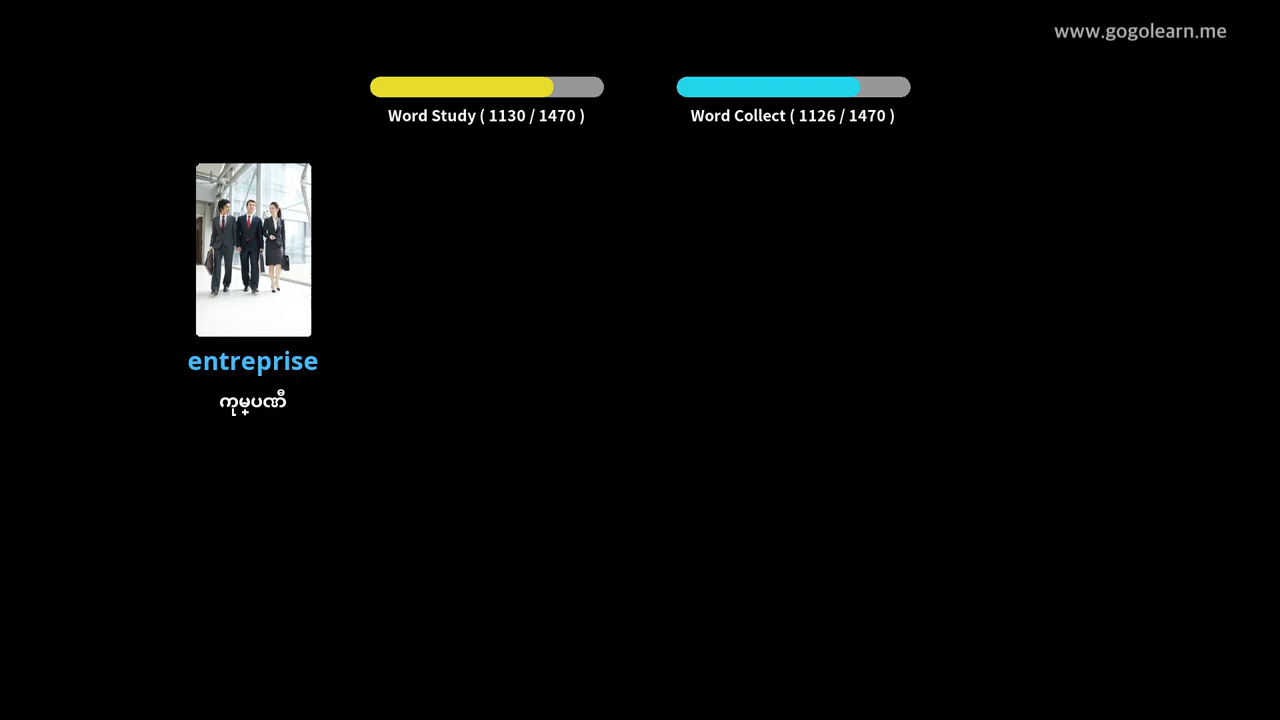 www.gogolearn.me
Word Study ( 1130 / 1470 )
Word Collect ( 1126 / 1470 )
entreprise
ကုမ္ပဏီ